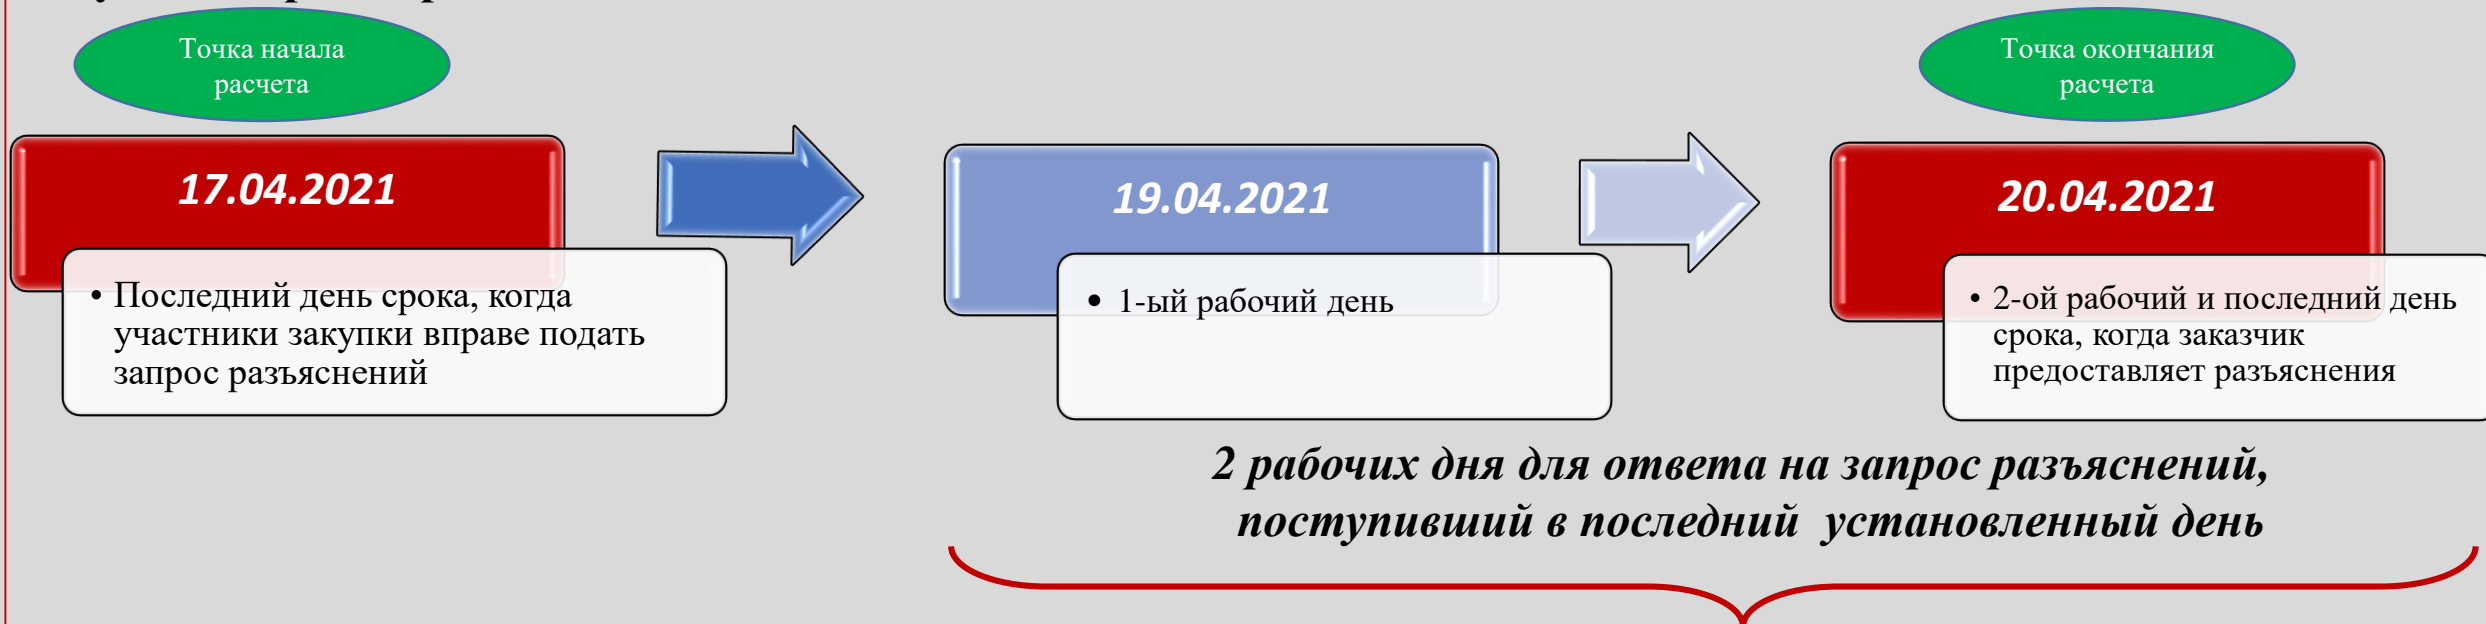 Точка начала
расчета
Точка окончания
расчета
17.04.2021
19.04.2021
20.04.2021
• Последний день срока, когда
участники закупки вправе подать
запрос разъяснений
• 1-ый рабочий день
• 2-ой рабочий и последний день
срока, когда заказчик
предоставляет разъяснения
2 рабочих дня для ответа на запрос разъяснений,
поступивший в последний установленный день